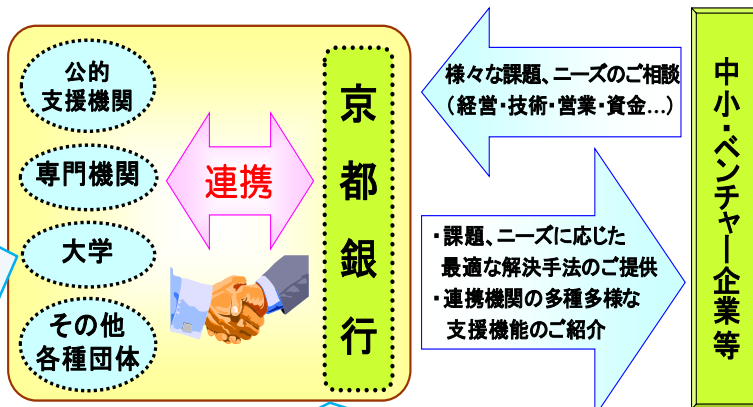 公的
支援機関
専門機関
大学
その他
各種団体
連携
京都銀行
様々な課題、ニーズのご相談
（経営・技術・営業・資金…）
・課題、ニーズに応じた
最適な解決手法のご提供
・連携機関の多種多様な
支援機能のご紹介
中小・ベンチャー企業等